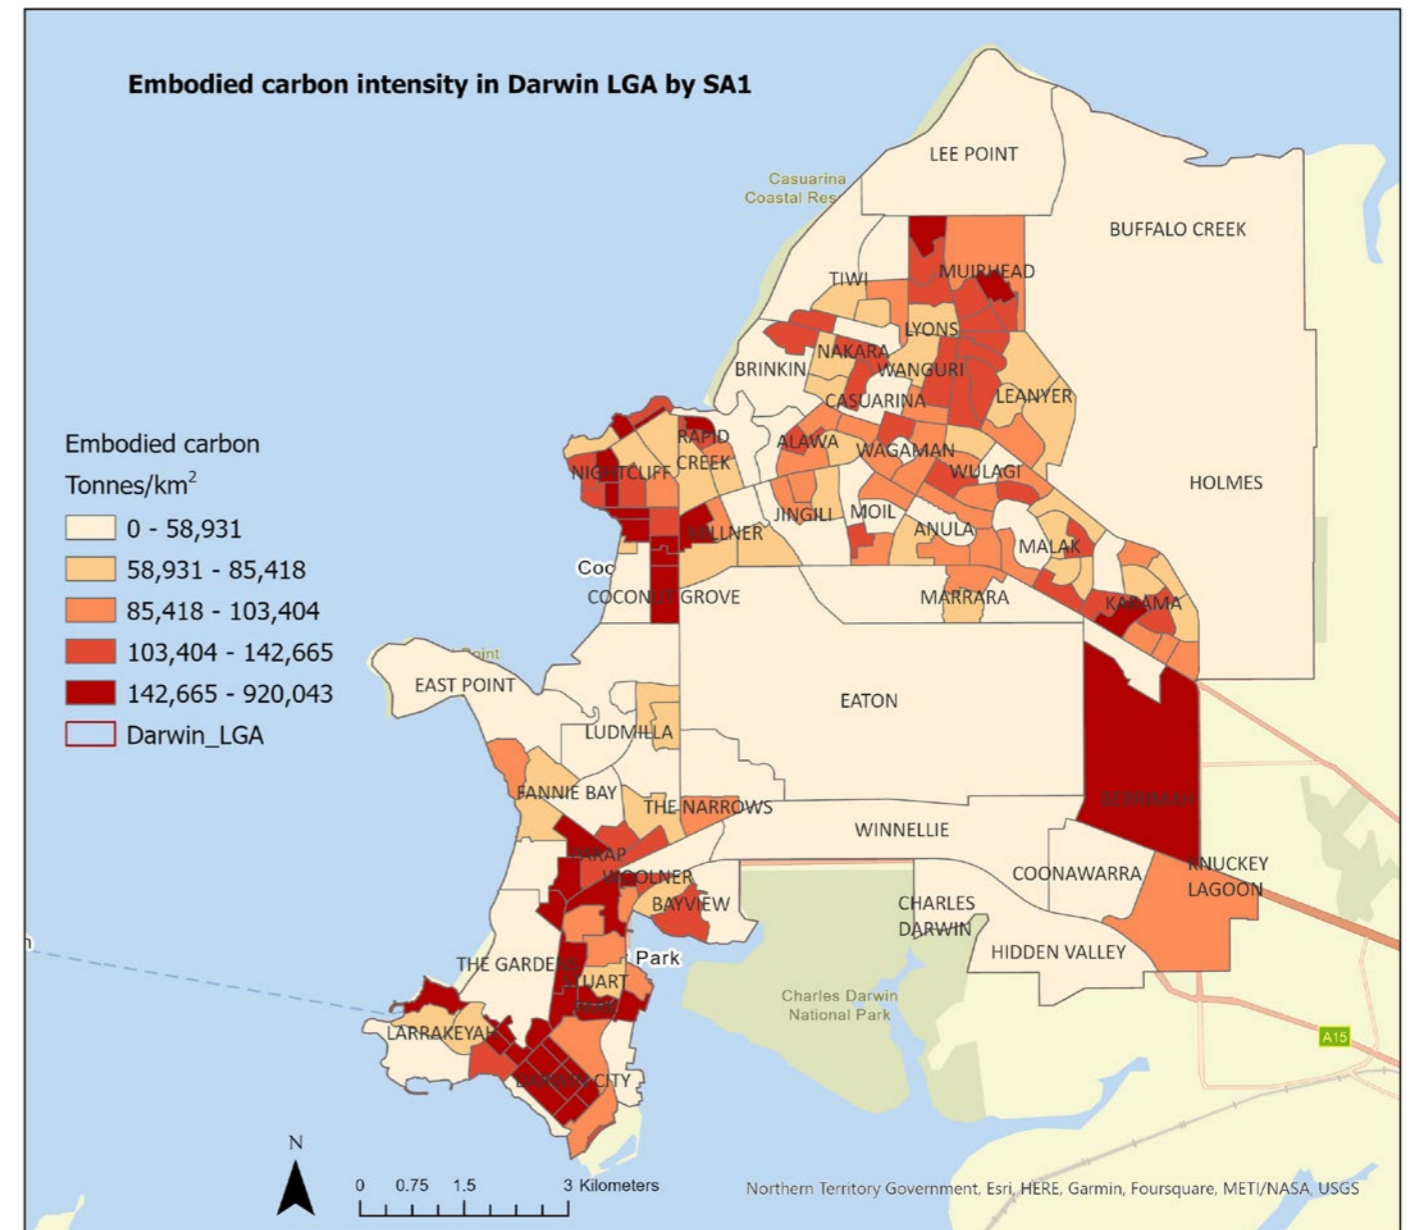 Embodied carbon intensity in Darwin LGA by SA1
LEE POINT
Casuarina
Coastal Res
BUFFALO CREEK
TIWI
MUIRHEAD
LYONS
NAKARA
BRINKIN
WANGURI
CASUARINA
LEANYER
RAPID
CREEK
ALAWA
WAGAMAN
NIGHTCLIFF
WULAGI
HOLMES
JINGILI
MOIL
MILLNER
ANULA
MALAK
Coc
COCONUT GROVE
MARRARA
KARAMA
Embodied carbon
Tonnes/km²
0 - 58,931
58,931 - 85,418
85,418 - 103,404
103,404 - 142,665
142,665 - 920,043
Darwin_LGA
Point
EAST POINT
EATON
LUDMILLA
FANNIE BAY
THE NARROWS
BERRIMAH
WINNELLIE
PARAP
WOOLNER
COONAWARRA
KNUCKEY
LAGOON
BAYVIEW
CHARLES
DARWIN
HIDDEN VALLEY
Park
THE GARDENS
STUART
PARK
Charles Darwin
National Park
LARRAKEYAH
A15
DARWIN CITY
N
0 0.75 1.5 3 Kilometers
Northern Territory Government, Esri, HERE, Garmin, Foursquare, METI/NASA, USGS